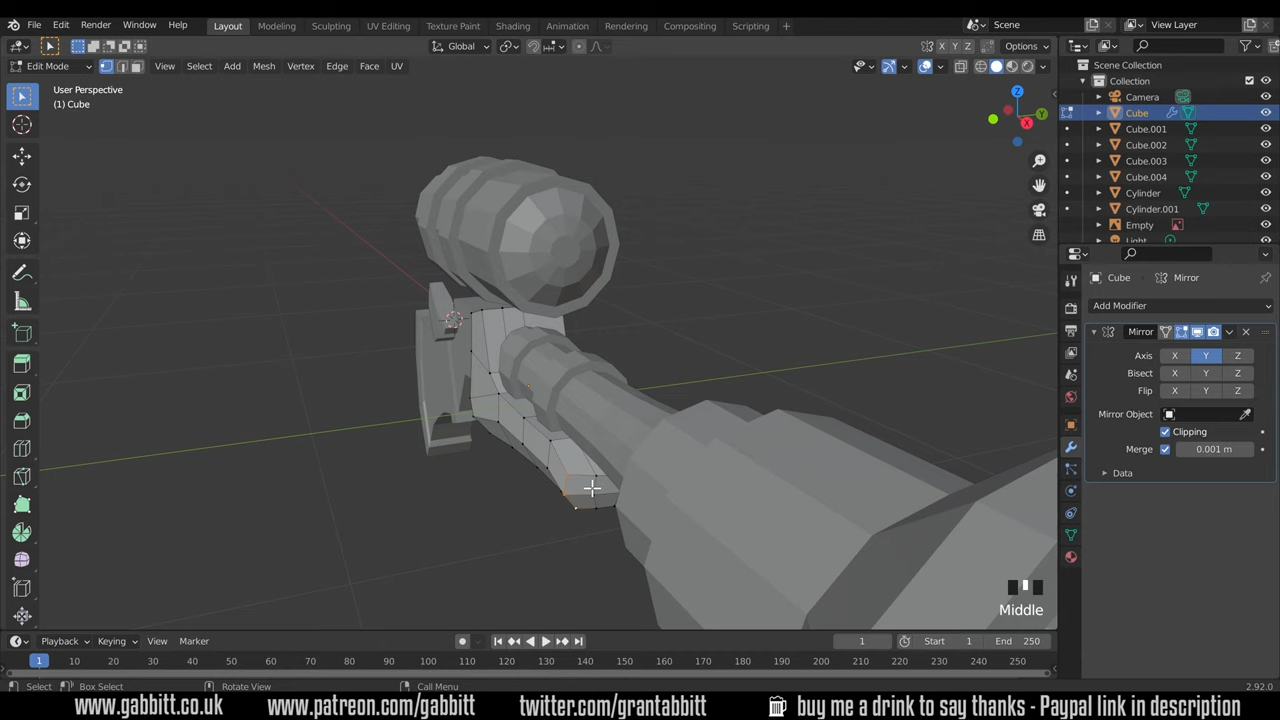 File Edit Render Window Help Layout Modeling Sculpting UV Editing Texture Paint Shading Animation Rendering Compositing Scripting + Scene View Layer
Global Options
Edit Mode View Select Add Mesh Vertex Edge Face UV
X Y Z
User Perspective
(1) Cube
Z
Y
X
Scene Collection
Collection
Camera
Cube
Cube.001
Cube.002
Cube.003
Cube.004
Cylinder
Cylinder.001
Empty
Light
Cube Mirror
Add Modifier
Mirror
Axis X Y Z
Bisect X Y Z
Flip X Y Z
Mirror Object
Clipping
Merge 0.001 m
Data
Middle
Playback Keying View Marker 1 Start 1 End 250
1 10 20 30 40 50 60 70 80 90 100 110 120 130 140 150 160 170 180 190 200 210 220 230 240 250
Select Box Select Rotate View Call Menu 2.92.0
www.gabbitt.co.uk www.patreon.com/gabbitt twitter.com/grantabbitt buy me a drink to say thanks - Paypal link in description